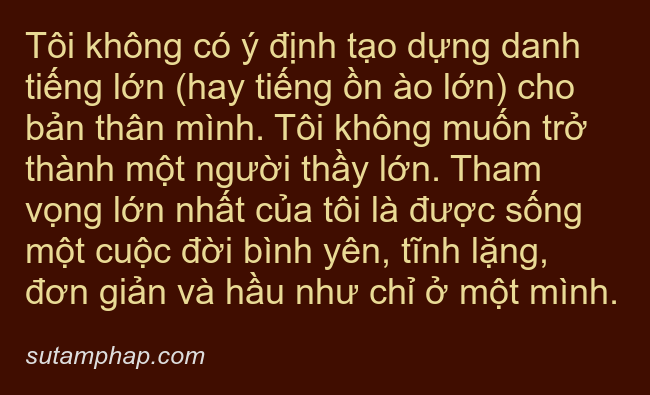 Tôi không có ý định tạo dựng danh
tiếng lớn (hay tiếng ồn ào lớn) cho
bản thân mình. Tôi không muốn trở
thành một người thầy lớn. Tham
vọng lớn nhất của tôi là được sống
một cuộc đời bình yên, tĩnh lặng,
đơn giản và hầu như chỉ ở một mình.
sutamphap.com